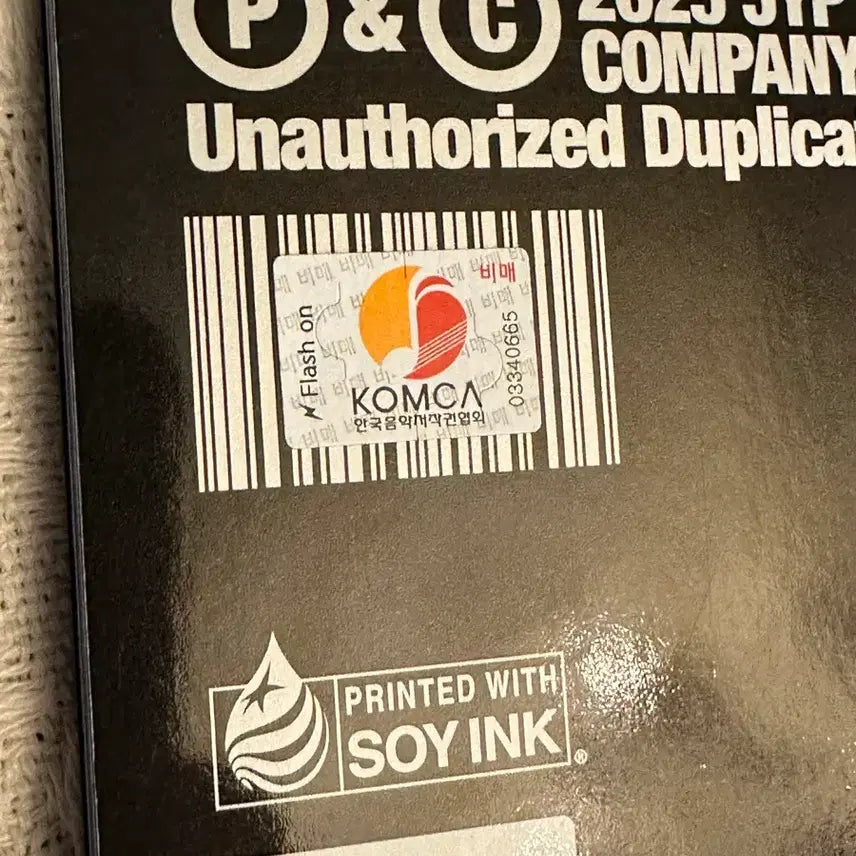 P & C 2023 JYP
COMPANY
Unauthorized Duplica
비매
Flash on
03340665
KOMCA
한국음악저작권협회
PRINTED WITH
SOY INK
®